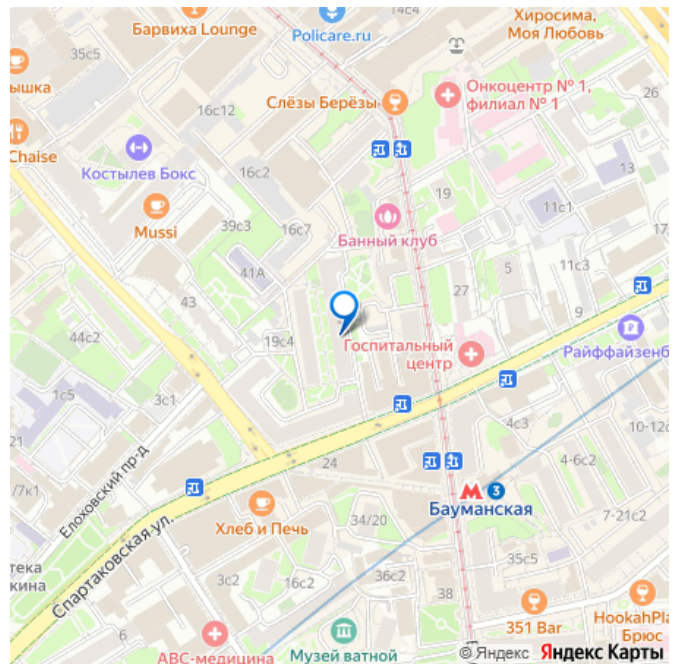 14с4
Хиросима,
Моя Любовь
Барвиха Lounge
Policare.ru
35с5
Онкоцентр № 1,
филиал № 1
26
ышка
16с12
Слёзы Берёзы
Chaise
Костылев Бокс
16с2
19
13
11с1
Mussi
39с3
16с7
Банный клуб
17
41А
5
11с3
27
43
9
44с2
19с4
Госпитальный
центр
Райффайзенб
1с5
3с1
4с3
10-12с
21
24
4-6с2
/7к1
Елоховский пр-д
3
Бауманская
Хлеб и Печь
34/20
7-21с2
Спартаковская ул.
35с5
тека
кина
3с2
16с2
36с2
38
6
351 Bar
HookahPla
Брюс
АВС-медицина
Музей ватной
© Яндекс Яндекс Карты